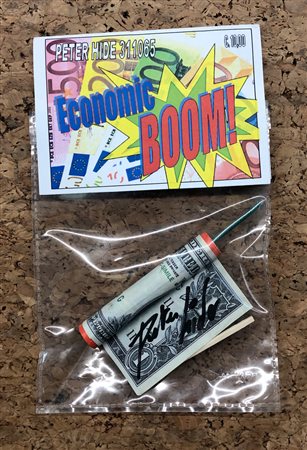 PETER HIDE 311065
€. 10,00
Economic
BOOM!